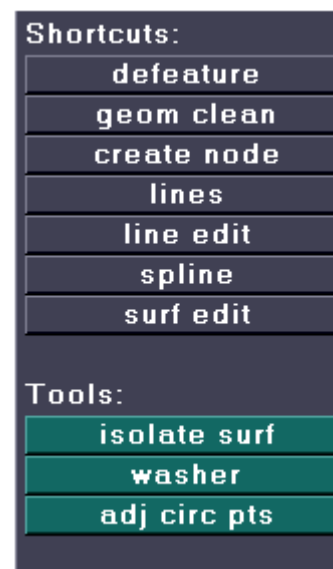 Shortcuts:
defeature
geom clean
create node
lines
line edit
spline
surf edit
Tools:
isolate surf
washer
adj circ pts